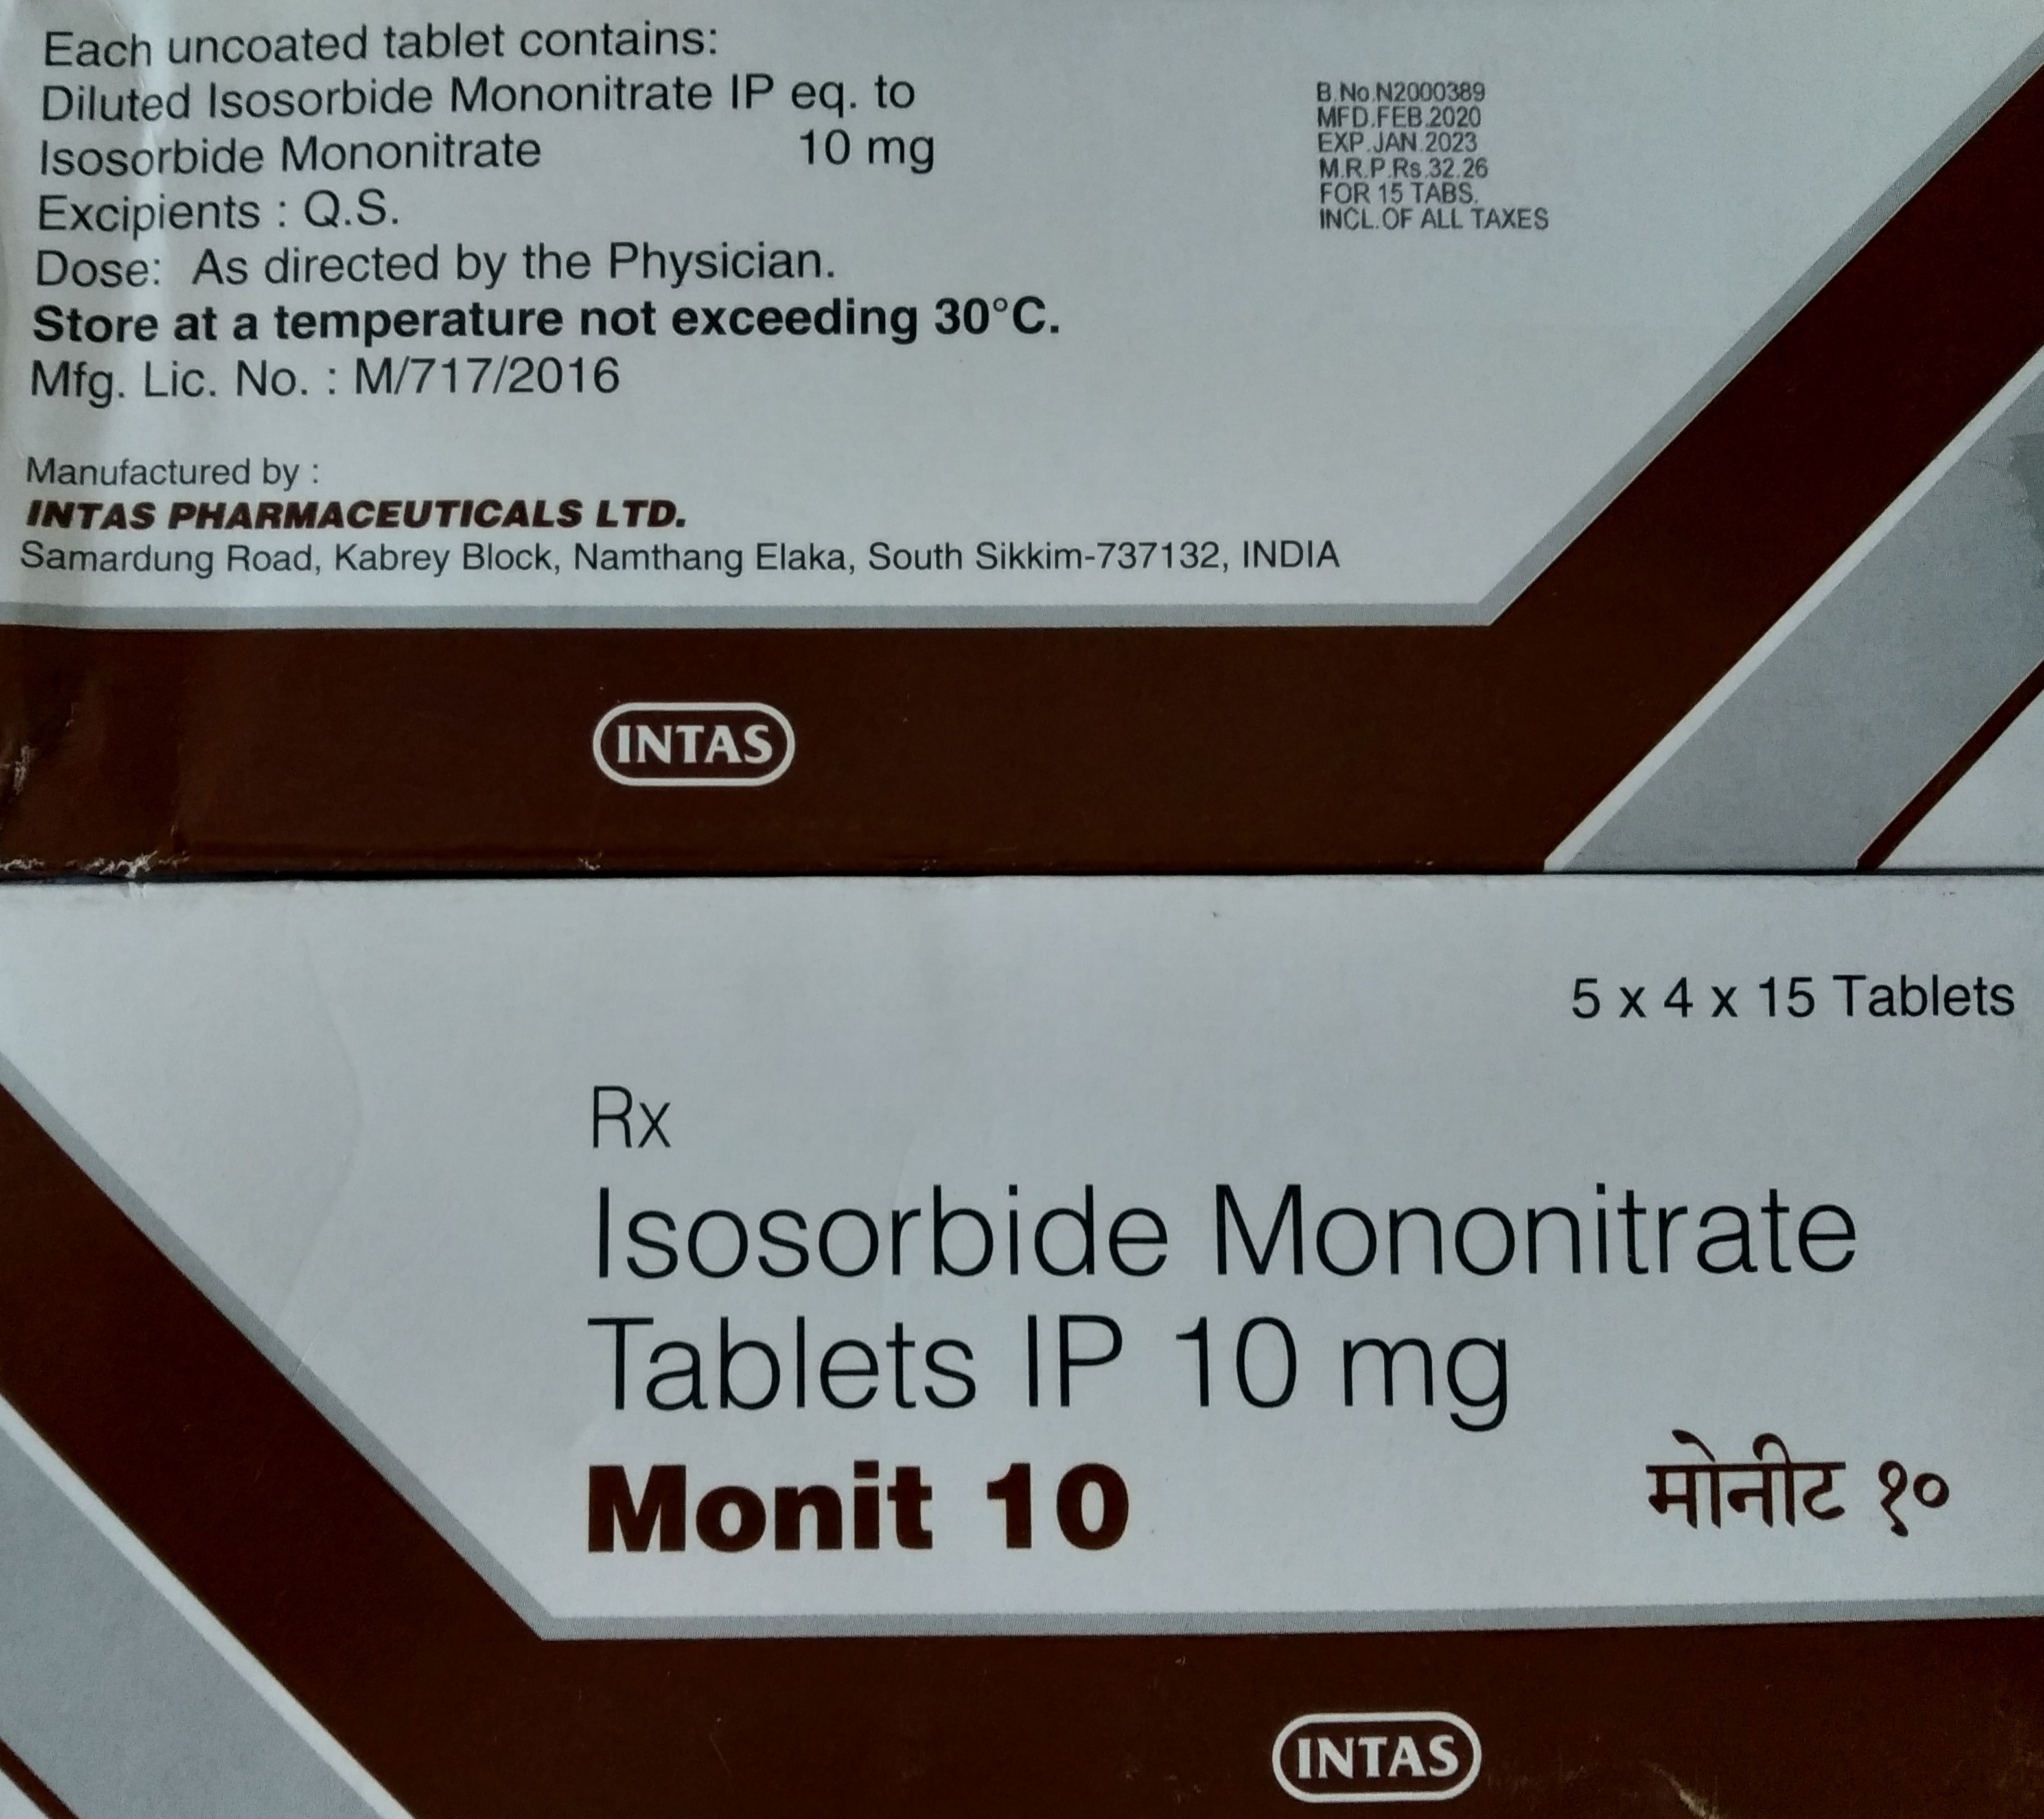 Each uncoated tablet contains:
Diluted Isosorbide Mononitrate IP eq. to
Isosorbide Mononitrate 10 mg
Excipients : Q.S.
Dose: As directed by the Physician.
Store at a temperature not exceeding 30°C.
Mfg. Lic. No. : M/717/2016
B.No.N2000389
MFD.FEB.2020
EXP.JAN.2023
M.R.P.Rs.32.26
FOR 15 TABS.
INCL.OF ALL TAXES
Manufactured by :
INTAS PHARMACEUTICALS LTD.
Samardung Road, Kabrey Block, Namthang Elaka, South Sikkim-737132, INDIA
INTAS
5 x 4 x 15 Tablets
Rx
Isosorbide Mononitrate
Tablets IP 10 mg
Monit 10 मोनीट १०
INTAS